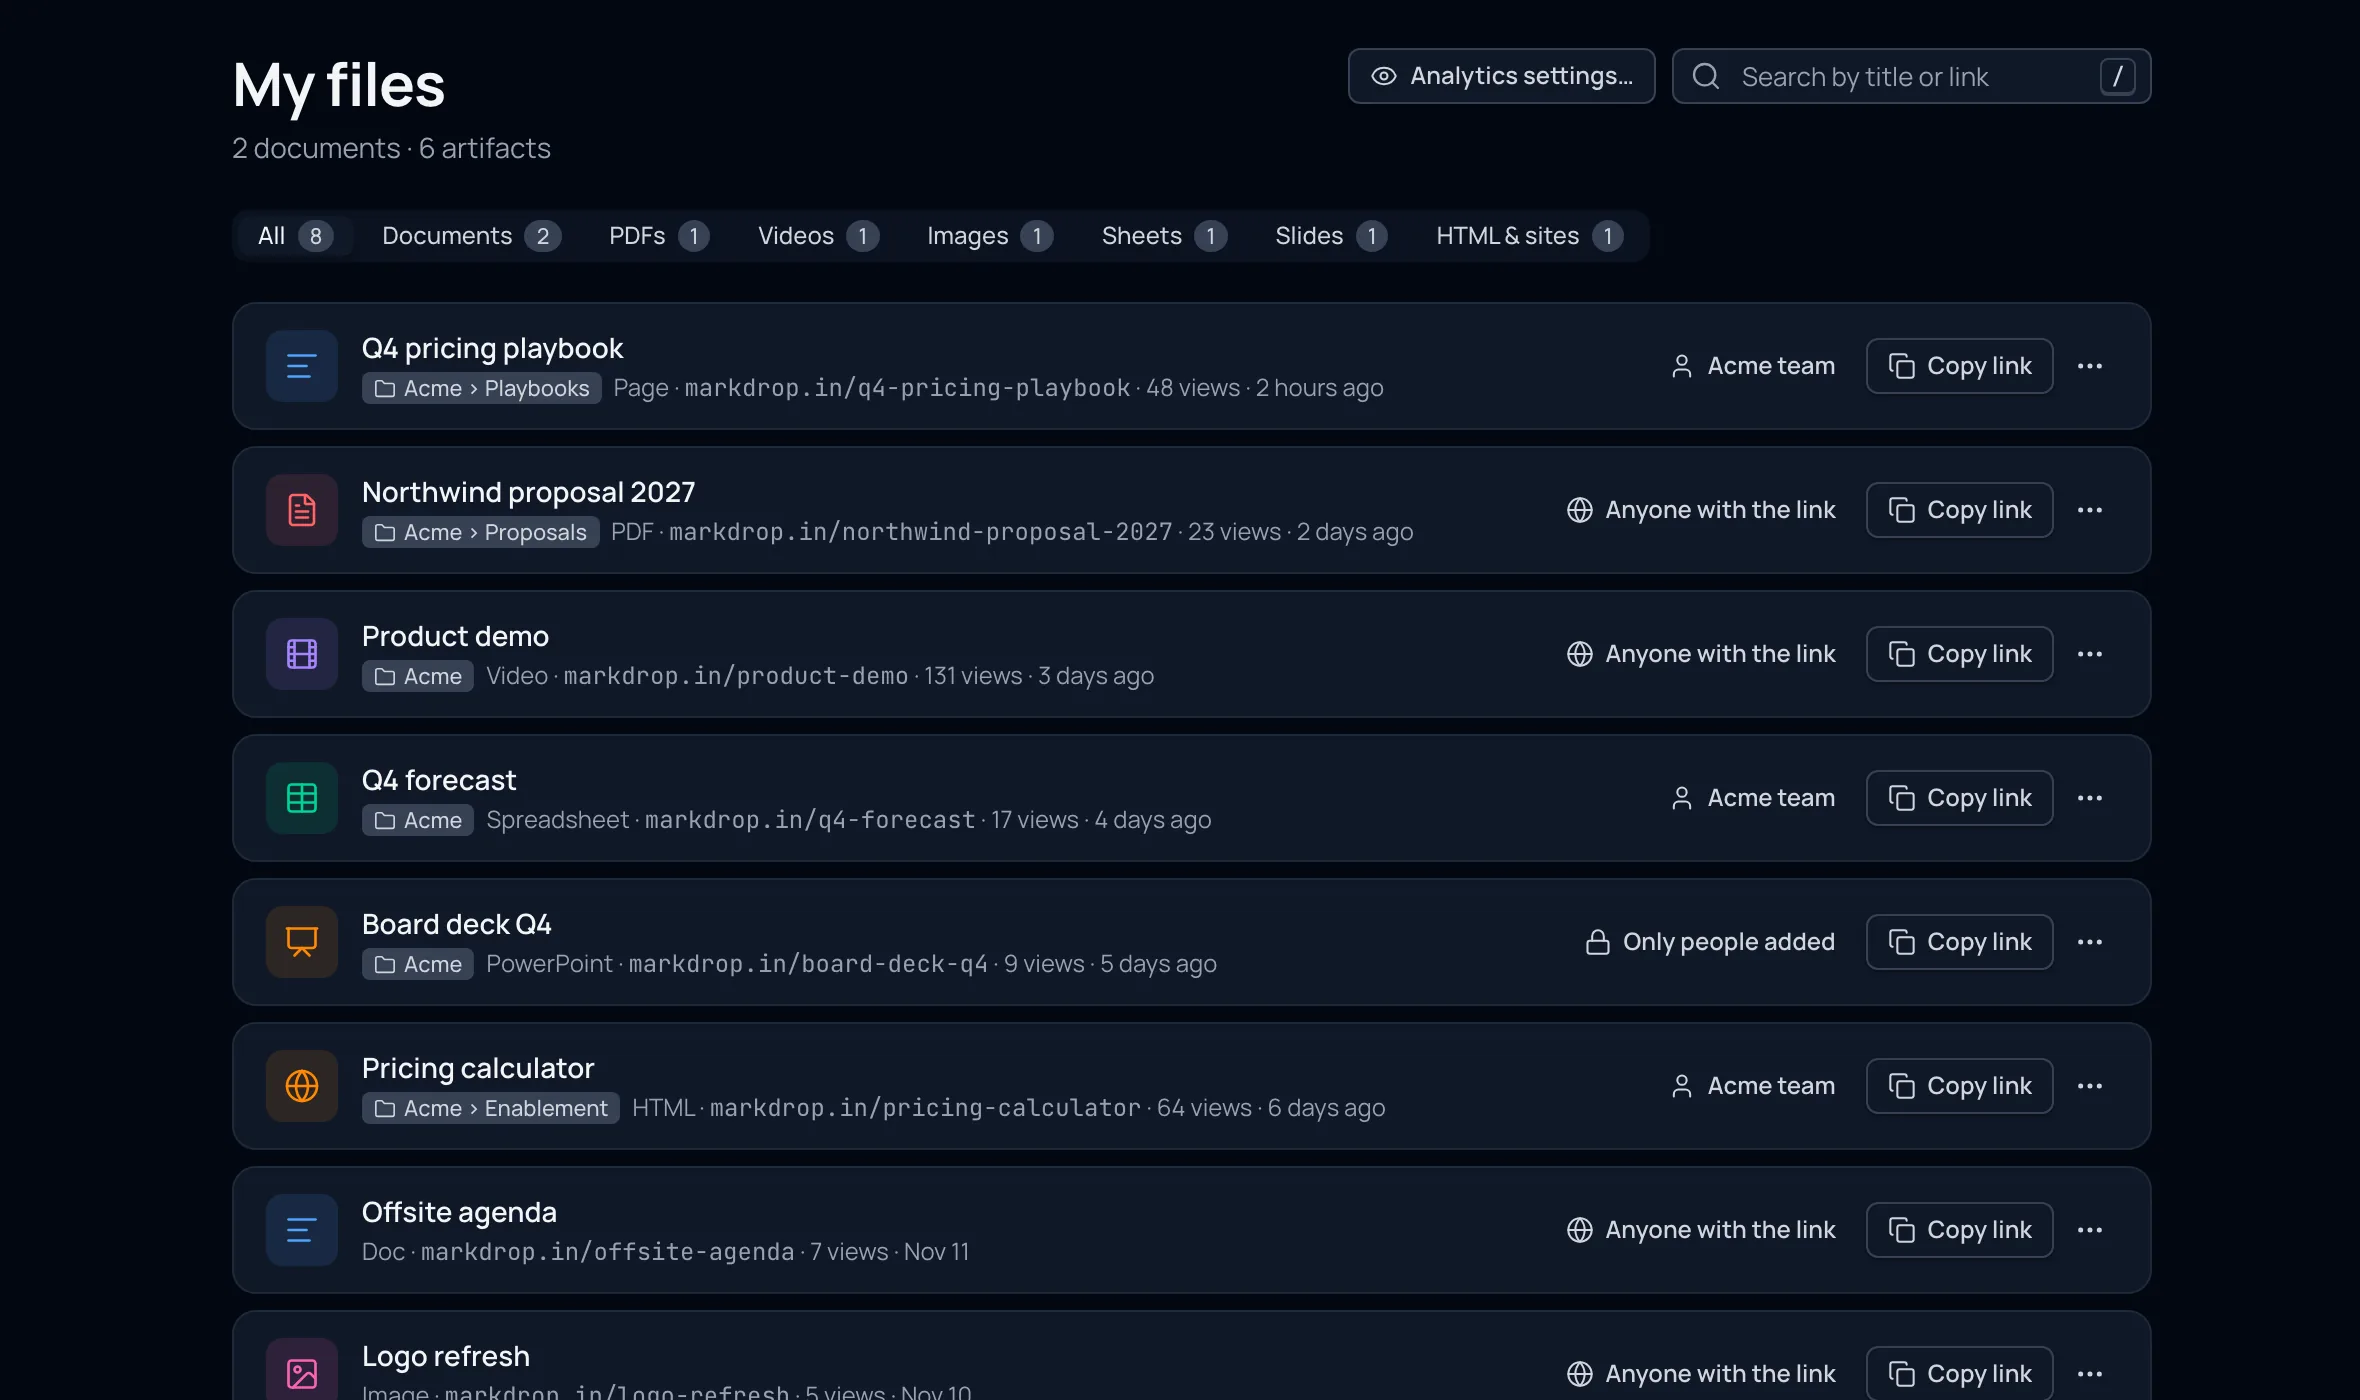 My files
Analytics settings...
Search by title or link
/
2 documents · 6 artifacts
All 8 Documents 2 PDFs 1 Videos 1 Images 1 Sheets 1 Slides 1 HTML & sites 1
Q4 pricing playbook
Acme › Playbooks Page · markdrop.in/q4-pricing-playbook · 48 views · 2 hours ago
Acme team
Copy link
Northwind proposal 2027
Acme › Proposals PDF · markdrop.in/northwind-proposal-2027 · 23 views · 2 days ago
Anyone with the link
Copy link
Product demo
Acme Video · markdrop.in/product-demo · 131 views · 3 days ago
Anyone with the link
Copy link
Q4 forecast
Acme Spreadsheet · markdrop.in/q4-forecast · 17 views · 4 days ago
Acme team
Copy link
Board deck Q4
Acme PowerPoint · markdrop.in/board-deck-q4 · 9 views · 5 days ago
Only people added
Copy link
Pricing calculator
Acme › Enablement HTML · markdrop.in/pricing-calculator · 64 views · 6 days ago
Acme team
Copy link
Offsite agenda
Doc · markdrop.in/offsite-agenda · 7 views · Nov 11
Anyone with the link
Copy link
Logo refresh
Image · markdrop.in/logo-refresh · 5 views · Nov 10
Anyone with the link
Copy link